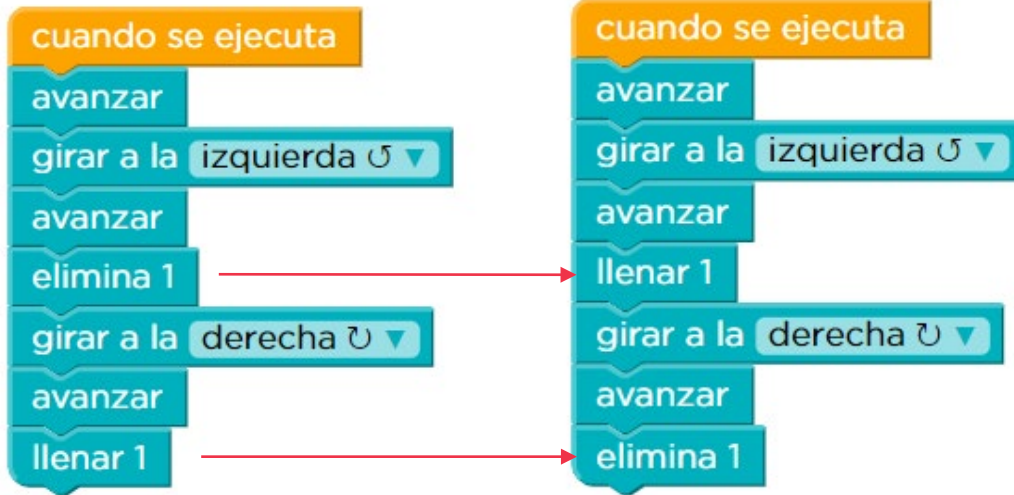 cuando se ejecuta
avanzar
girar a la izquierda ↺ ▼
avanzar
elimina 1
girar a la derecha ↻ ▼
avanzar
llenar 1
cuando se ejecuta
avanzar
girar a la izquierda ↺ ▼
avanzar
llenar 1
girar a la derecha ↻ ▼
avanzar
elimina 1